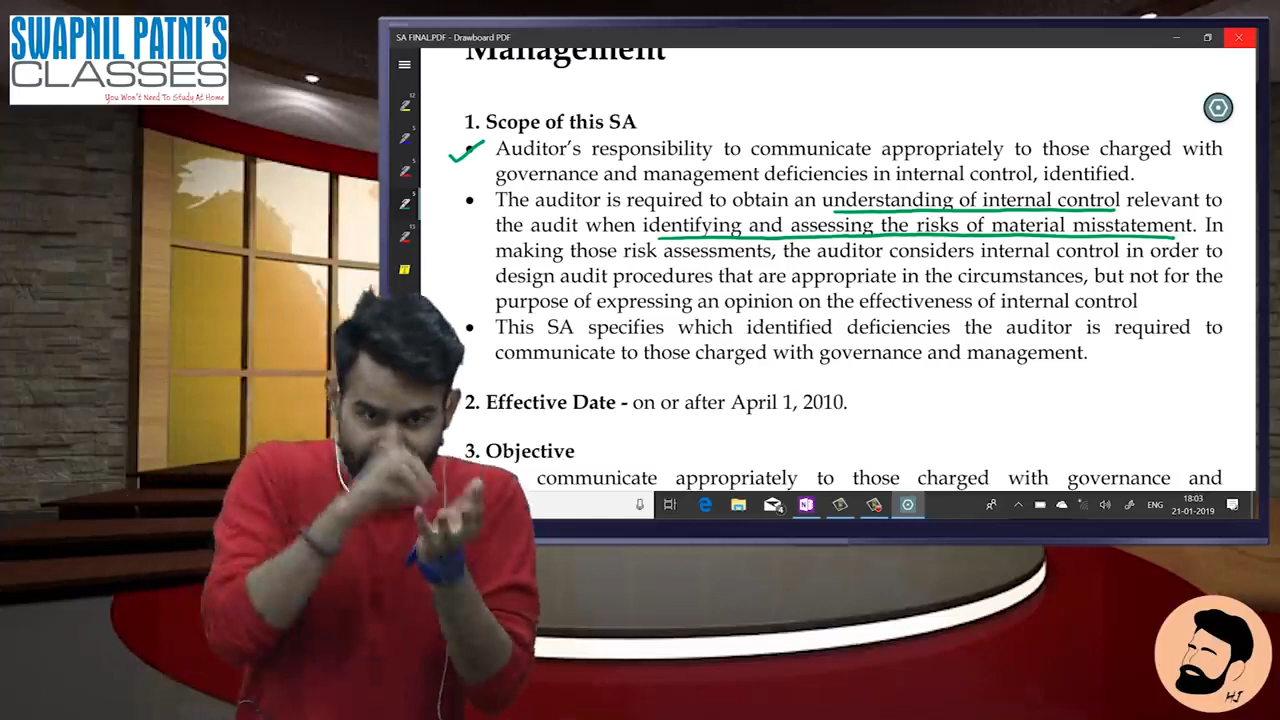 SWAPNIL PATNI'S
CLASSES
You Won't Need To Study At Home
SA FINAL.PDF - Drawboard PDF
Management
12
5
5
5
5
1. Scope of this SA
• Auditor's responsibility to communicate appropriately to those charged with
governance and management deficiencies in internal control, identified.
• The auditor is required to obtain an understanding of internal control relevant to
the audit when identifying and assessing the risks of material misstatement. In
making those risk assessments, the auditor considers internal control in order to
design audit procedures that are appropriate in the circumstances, but not for the
purpose of expressing an opinion on the effectiveness of internal control
• This SA specifies which identified deficiencies the auditor is required to
communicate to those charged with governance and management.
2. Effective Date - on or after April 1, 2010.
3. Objective
communicate appropriately to those charged with governance and
4
ENG
18:03
21-01-2019
HJ